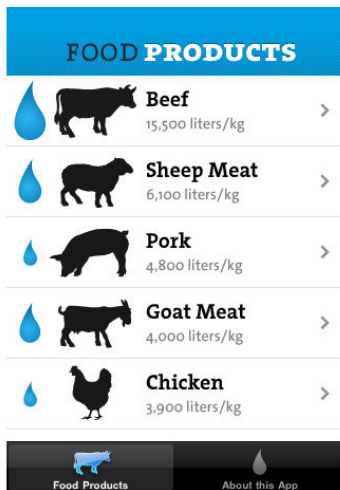 FOOD PRODUCTS
Beef
15,500 liters/kg
Sheep Meat
6,100 liters/kg
Pork
4,800 liters/kg
Goat Meat
4,000 liters/kg
Chicken
3,900 liters/kg
Food Products About this App